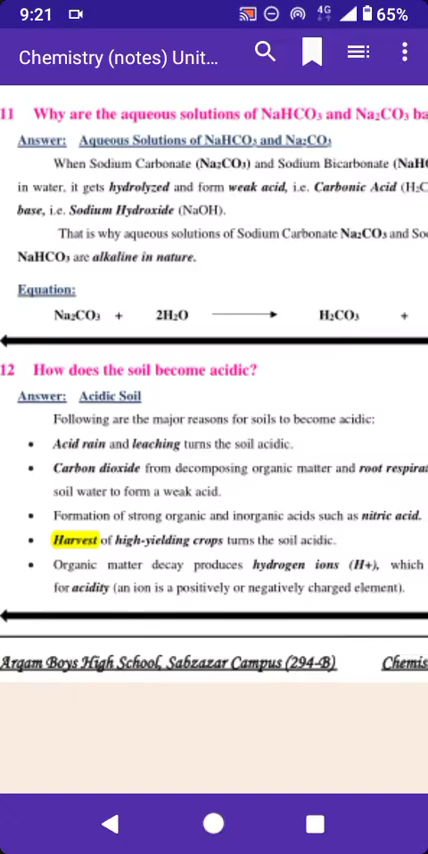 9:21 4G 65%
Chemistry (notes) Unit...
11 Why are the aqueous solutions of NaHCO₃ and Na₂CO₃ ba
Answer: Aqueous Solutions of NaHCO₃ and Na₂CO₃
When Sodium Carbonate (Na₂CO₃) and Sodium Bicarbonate (NaH
in water, it gets hydrolyzed and form weak acid, i.e. Carbonic Acid (H₂C
base, i.e. Sodium Hydroxide (NaOH).
That is why aqueous solutions of Sodium Carbonate Na₂CO₃ and So
NaHCO₃ are alkaline in nature.
Equation:
Na₂CO₃ + 2H₂O ⟶ H₂CO₃ +
12 How does the soil become acidic?
Answer: Acidic Soil
Following are the major reasons for soils to become acidic:
• Acid rain and leaching turns the soil acidic.
• Carbon dioxide from decomposing organic matter and root respirat
soil water to form a weak acid.
• Formation of strong organic and inorganic acids such as nitric acid.
• Harvest of high-yielding crops turns the soil acidic.
• Organic matter decay produces hydrogen ions (H+), which
for acidity (an ion is a positively or negatively charged element).
Arqam Boys High School, Sabzazar Campus (294-B) Chemis